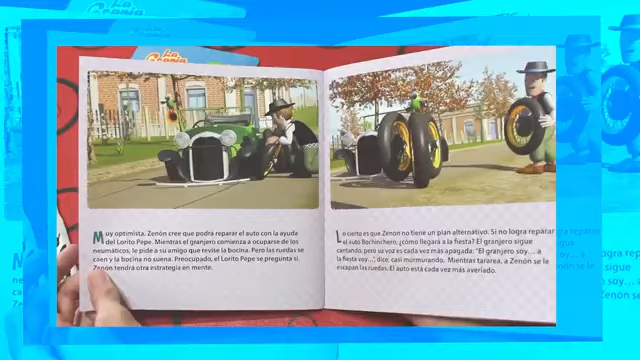 La Granja
La
Muy optimista, Zenón cree que podrá reparar el auto con la ayuda
del Lorito Pepe. Mientras el granjero comienza a ocuparse de los
neumáticos, le pide a su amigo que revise la bocina. Pero las ruedas se
caen y la bocina no suena. Preocupado, el Lorito Pepe se pregunta si
Zenón tendrá otra estrategia en mente.
Lo cierto es que Zenón no tiene un plan alternativo. Si no logra reparar
el auto Bochinchero, ¿cómo llegará a la fiesta? El granjero sigue
cantando, pero su voz es cada vez más apagada: "El granjero soy... a
la fiesta voy...", dice, casi murmurando. Mientras tararea, a Zenón se le
escapan las ruedas. El auto está cada vez más averiado.